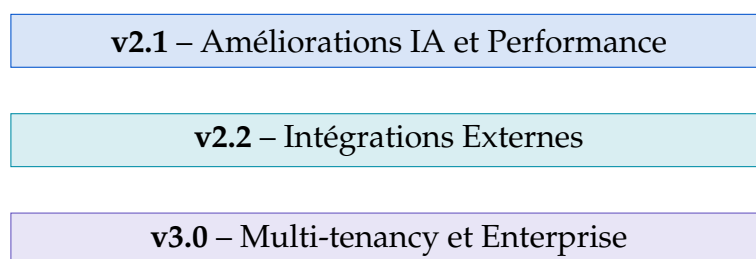 v2.1 – Améliorations IA et Performance
v2.2 – Intégrations Externes
v3.0 – Multi-tenancy et Enterprise